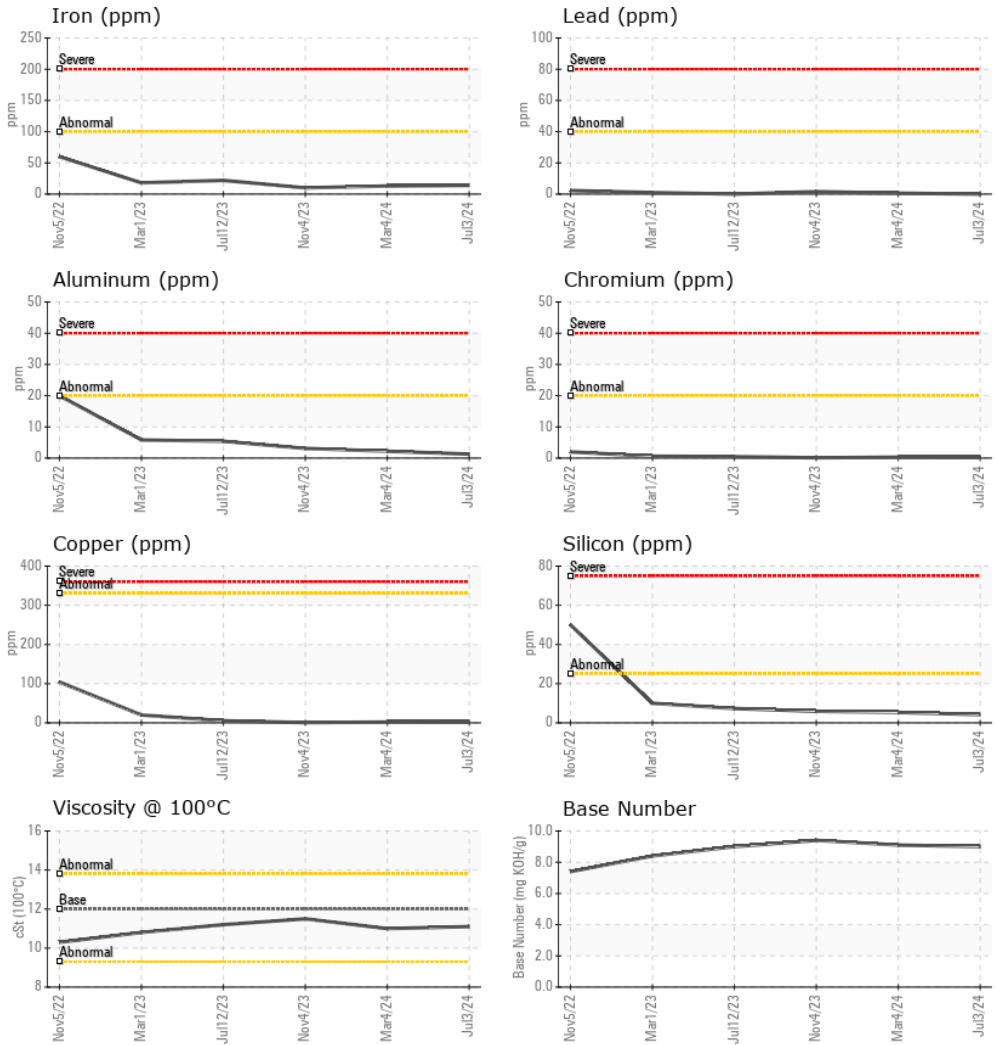 Iron (ppm)
250
200
150
100
50
0
ppm
Severe
Abnormal
Nov5/22
Mar1/23
Jul12/23
Nov4/23
Mar4/24
Jul3/24
Lead (ppm)
100
80
60
40
20
0
ppm
Severe
Abnormal
Nov5/22
Mar1/23
Jul12/23
Nov4/23
Mar4/24
Jul3/24
Aluminum (ppm)
50
40
30
20
10
0
ppm
Severe
Abnormal
Nov5/22
Mar1/23
Jul12/23
Nov4/23
Mar4/24
Jul3/24
Chromium (ppm)
50
40
30
20
10
0
ppm
Severe
Abnormal
Nov5/22
Mar1/23
Jul12/23
Nov4/23
Mar4/24
Jul3/24
Copper (ppm)
400
300
200
100
0
ppm
Severe
Abnormal
Nov5/22
Mar1/23
Jul12/23
Nov4/23
Mar4/24
Jul3/24
Silicon (ppm)
80
60
40
20
0
ppm
Severe
Abnormal
Nov5/22
Mar1/23
Jul12/23
Nov4/23
Mar4/24
Jul3/24
Viscosity @ 100°C
16
14
12
10
8
cSt (100°C)
Abnormal
Base
Abnormal
Nov5/22
Mar1/23
Jul12/23
Nov4/23
Mar4/24
Jul3/24
Base Number
10.0
8.0
6.0
4.0
2.0
0.0
Base Number (mg KOH/g)
Nov5/22
Mar1/23
Jul12/23
Nov4/23
Mar4/24
Jul3/24